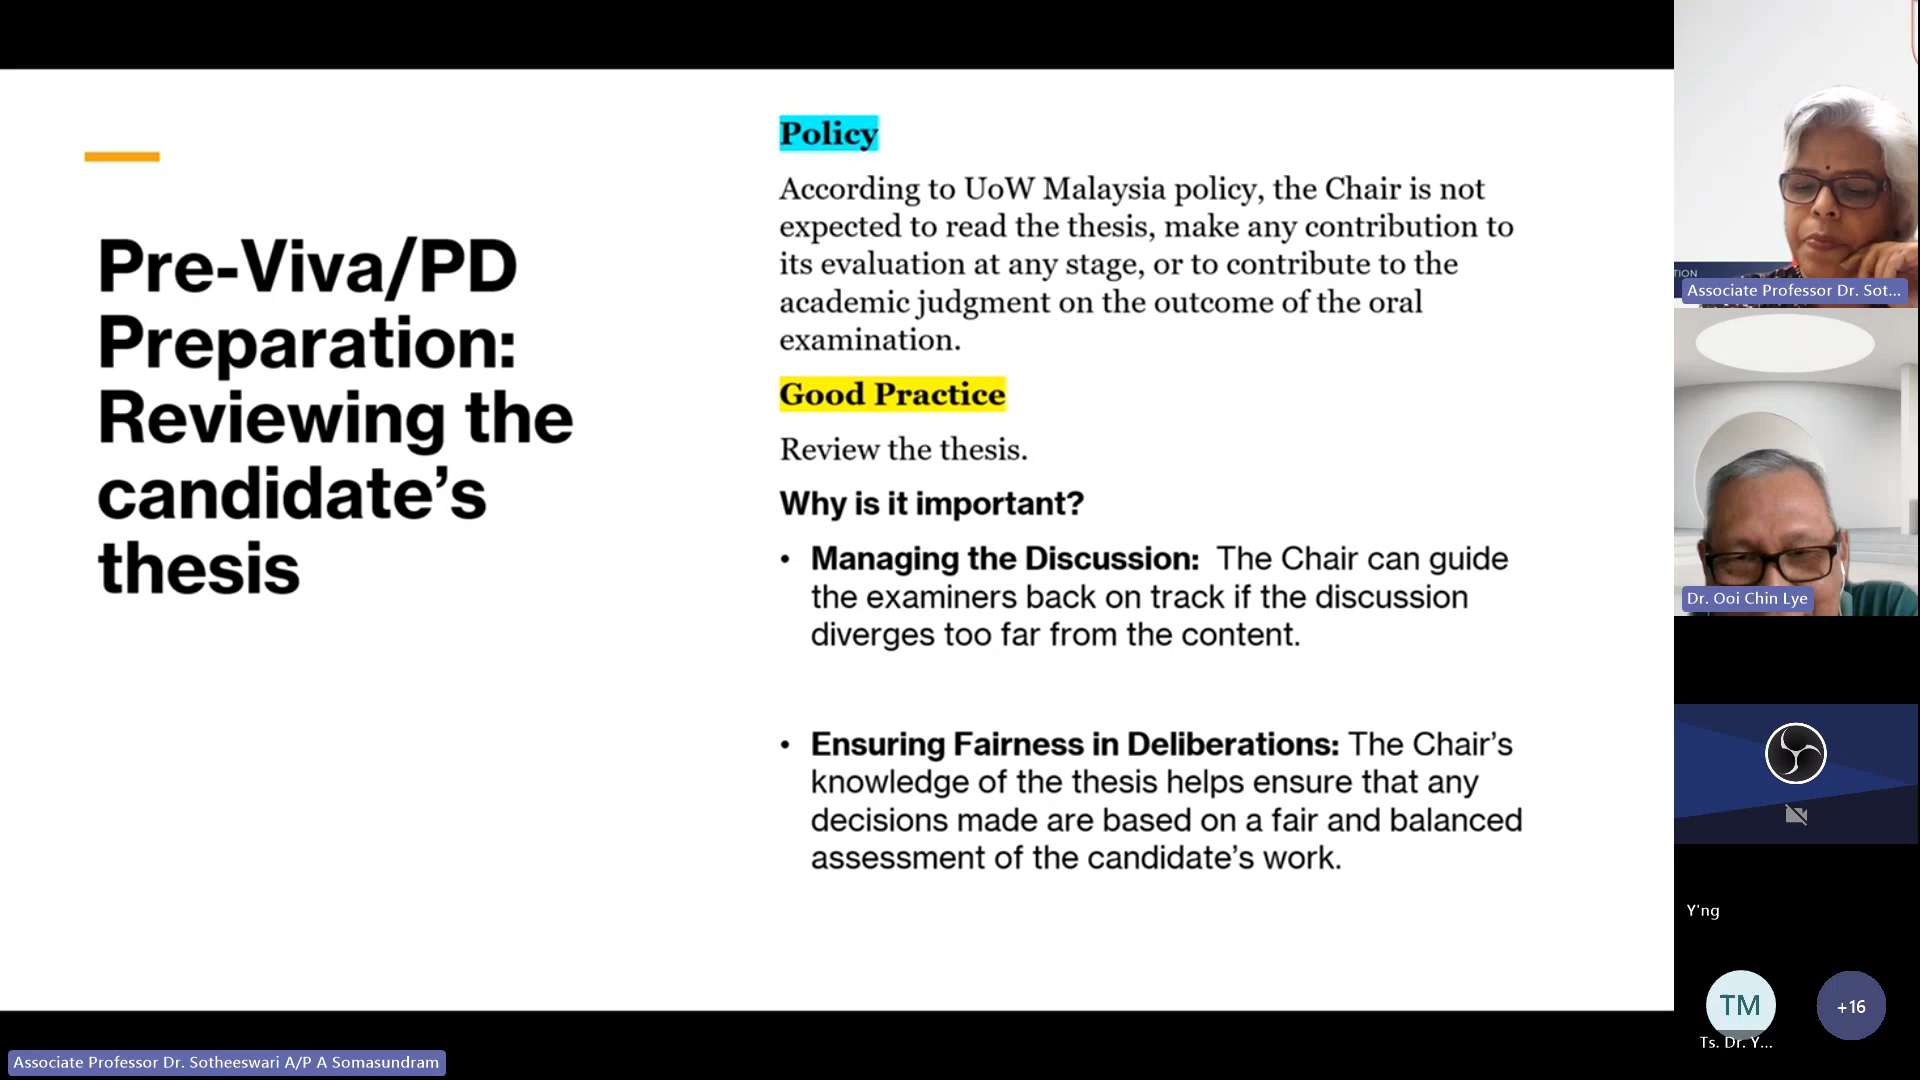 Pre-Viva/PD
Preparation:
Reviewing the
candidate’s
thesis
Policy
According to UoW Malaysia policy, the Chair is not
expected to read the thesis, make any contribution to
its evaluation at any stage, or to contribute to the
academic judgment on the outcome of the oral
examination.
Good Practice
Review the thesis.
Why is it important?
• Managing the Discussion: The Chair can guide
the examiners back on track if the discussion
diverges too far from the content.
• Ensuring Fairness in Deliberations: The Chair’s
knowledge of the thesis helps ensure that any
decisions made are based on a fair and balanced
assessment of the candidate’s work.
TION
Associate Professor Dr. Sot...
Dr. Ooi Chin Lye
Y'ng
TM
+16
Ts. Dr. Y...
Associate Professor Dr. Sotheeswari A/P A Somasundram